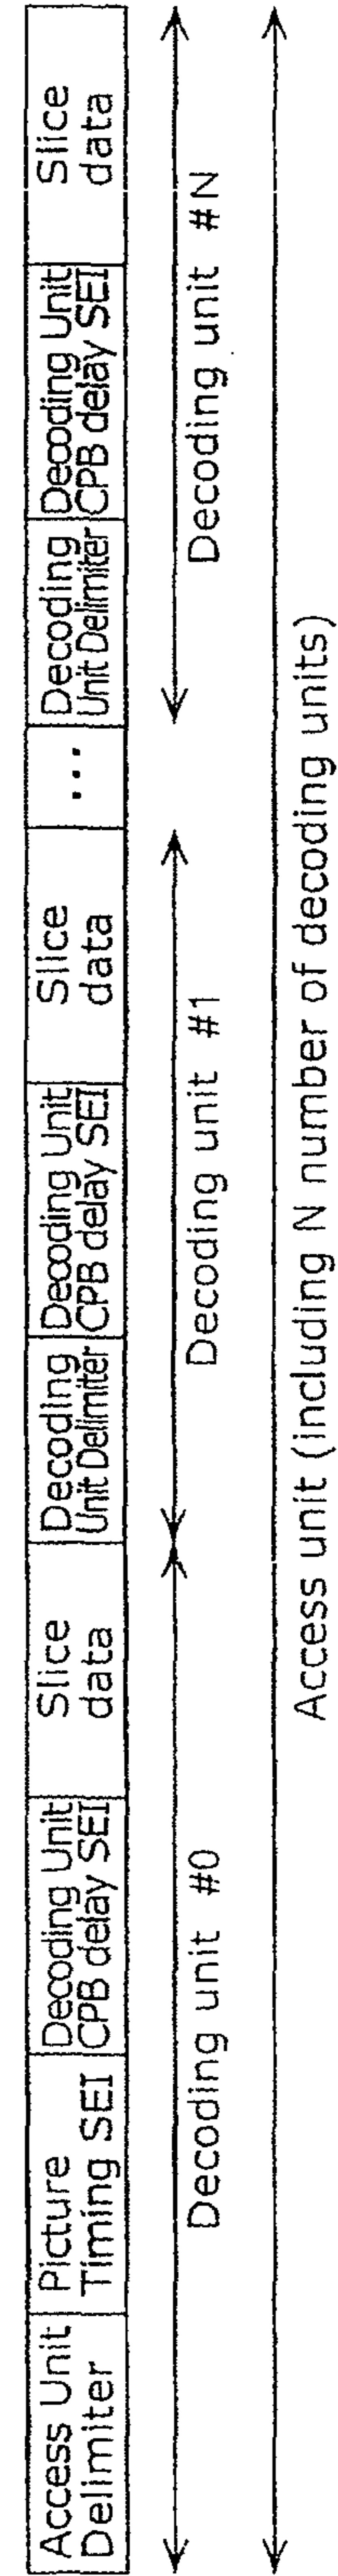 Access Unit
Delimiter
Picture
Timing SEI
Decoding Unit
CPB delay SEI
Slice
data
Decoding
Unit Delimiter
Decoding Unit
CPB delay SEI
Slice
data
...
Decoding
Unit Delimiter
Decoding Unit
CPB delay SEI
Slice
data
Decoding unit #0
Decoding unit #1
Decoding unit #N
Access unit (including N number of decoding units)